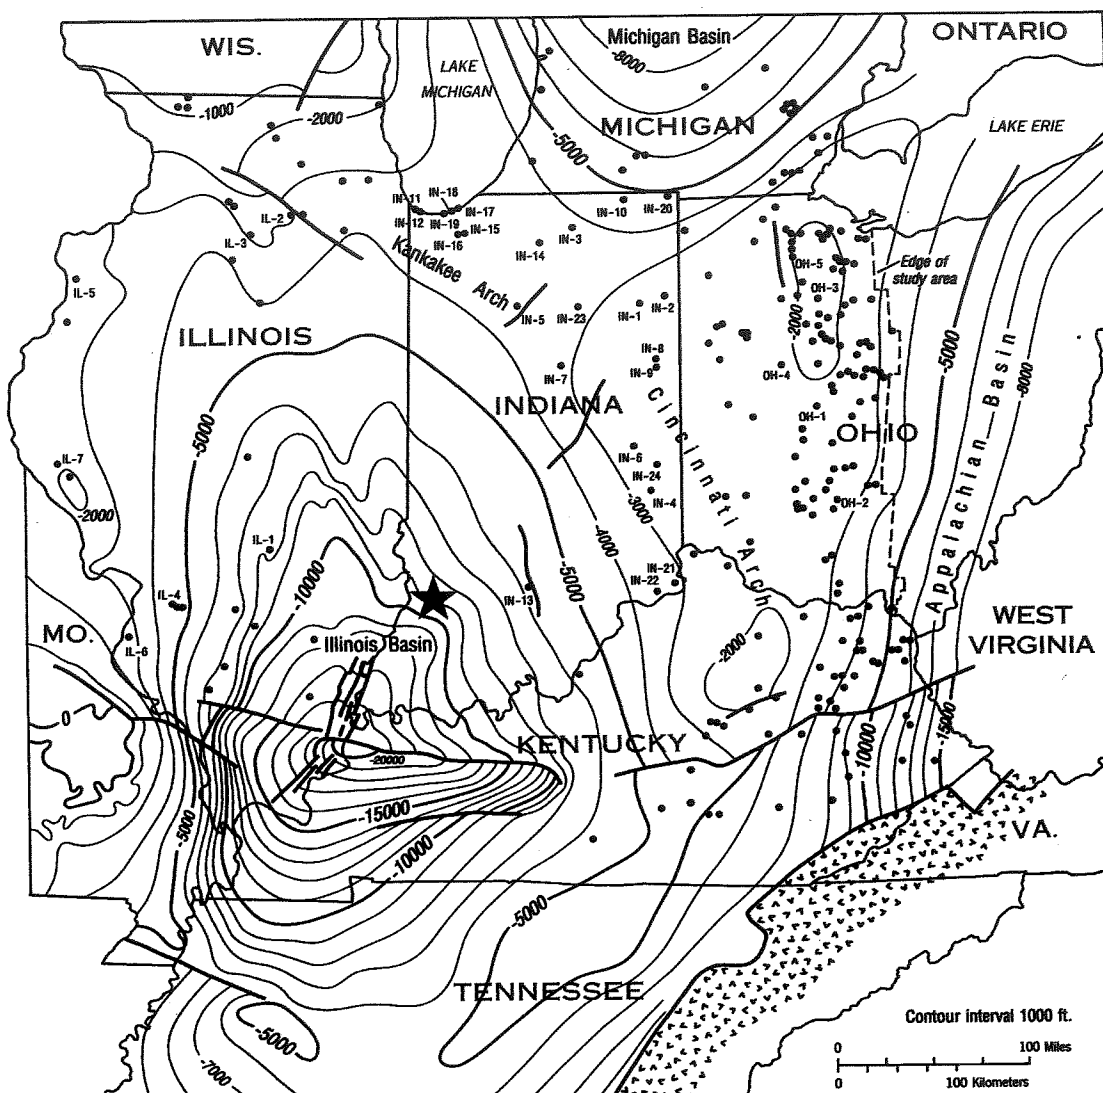 WIS.
LAKE
MICHIGAN
Michigan Basin
-8000
ONTARIO
-1000
-2000
-5000
MICHIGAN
LAKE ERIE
IN-11
IN-18
IN-12
IN-19
IN-17
IN-16
IN-15
IN-10
IN-20
IL-2
IL-3
IN-3
IN-14
Kankakee Arch
OH-5
OH-3
Edge of
study area
IL-5
IN-5
IN-23
IN-1
IN-2
-2000
ILLINOIS
IN-8
IN-9
IN-7
OH-4
-5000
-8000
Appalachian Basin
INDIANA
Cincinnati Arch
OH-1
OHIO
-5000
IL-7
-2000
IN-6
IN-24
IN-4
-3000
OH-2
IL-1
-4000
-5000
-10000
IN-21
IN-22
IN-13
IL-4
MO.
IL-6
Illinois Basin
-2000
WEST
VIRGINIA
0
KENTUCKY
-20000
-10000
-15000
-5000
-15000
-10000
VA.
-5000
TENNESSEE
-5000
-7000
Contour interval 1000 ft.
0 100 Miles
0 100 Kilometers